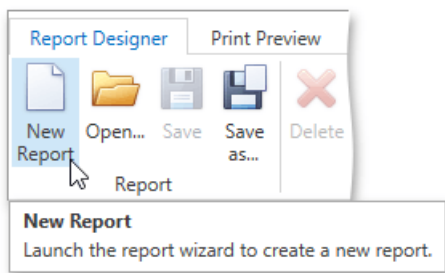 Report Designer Print Preview
New Report Open... Save Save as... Delete
Report
New Report
Launch the report wizard to create a new report.